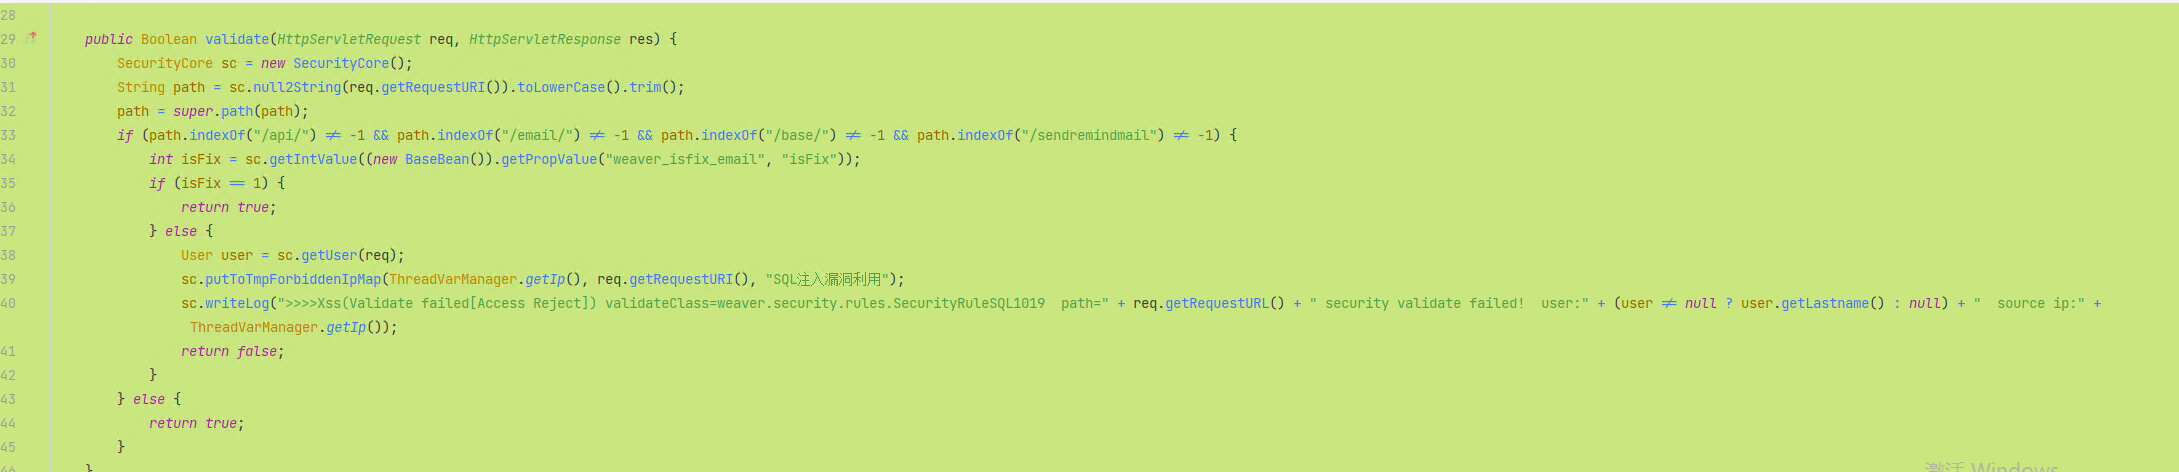 28
29 public Boolean validate(HttpServletRequest req, HttpServletResponse res) {
30 SecurityCore sc = new SecurityCore();
31 String path = sc.null2String(req.getRequestURI()).toLowerCase().trim();
32 path = super.path(path);
33 if (path.indexOf("/api/") ≠ -1 && path.indexOf("/email/") ≠ -1 && path.indexOf("/base/") ≠ -1 && path.indexOf("/sendremindmail") ≠ -1) {
34 int isFix = sc.getIntValue((new BaseBean()).getPropValue("weaver_isfix_email", "isFix"));
35 if (isFix == 1) {
36 return true;
37 } else {
38 User user = sc.getUser(req);
39 sc.putToTmpForbiddenIpMap(ThreadVarManager.getIp(), req.getRequestURI(), "SQL注入漏洞利用");
40 sc.writeLog(">>>>Xss(Validate failed[Access Reject]) validateClass=weaver.security.rules.SecurityRuleSQL1019  path=" + req.getRequestURL() + " security validate failed!  user:" + (user ≠ null ? user.getLastname() : null) + "  source ip:" +
ThreadVarManager.getIp());
41 return false;
42 }
43 } else {
44 return true;
45 }
46 }
激活 Windows